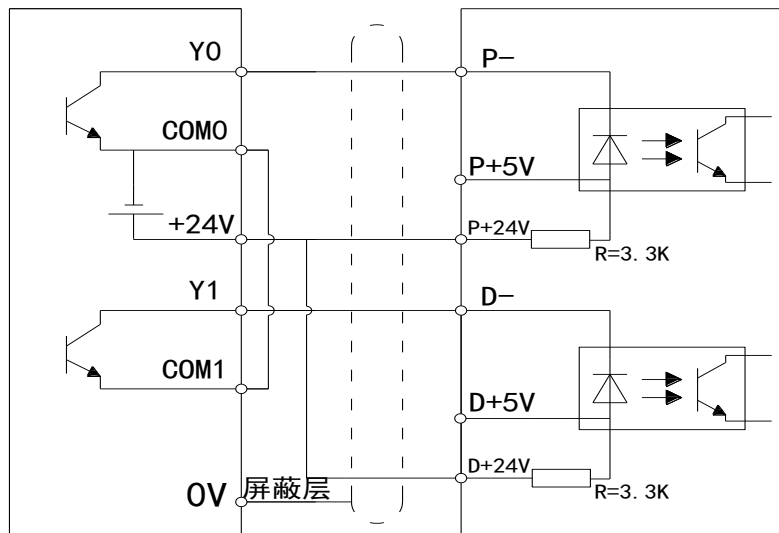 Y0
COM0
+24V
Y1
COM1
0V
屏蔽层
P-
P+5V
P+24V
R=3.3K
D-
D+5V
D+24V
R=3.3K